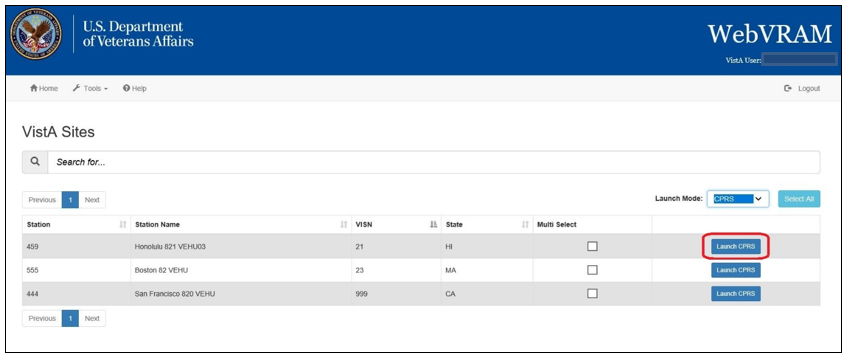 U.S. Department
of Veterans Affairs
WebVRAM
VistA User:
Home Tools Help Logout
VistA Sites
Search for...
Previous 1 Next Launch Mode: CPRS Select All
Station Station Name VISN State Multi Select
459 Honolulu 821 VEHU03 21 HI Launch CPRS
555 Boston 82 VEHU 23 MA Launch CPRS
444 San Francisco 820 VEHU 999 CA Launch CPRS
Previous 1 Next